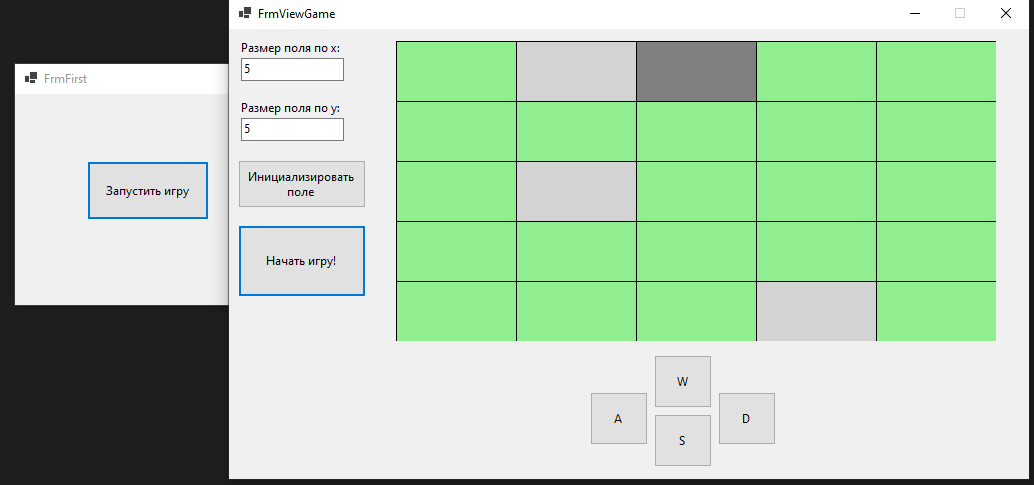 FrmFirst
Запустить игру
FrmViewGame
Размер поля по x:
5
Размер поля по y:
5
Инициализировать
поле
Начать игру!
W
A
D
S